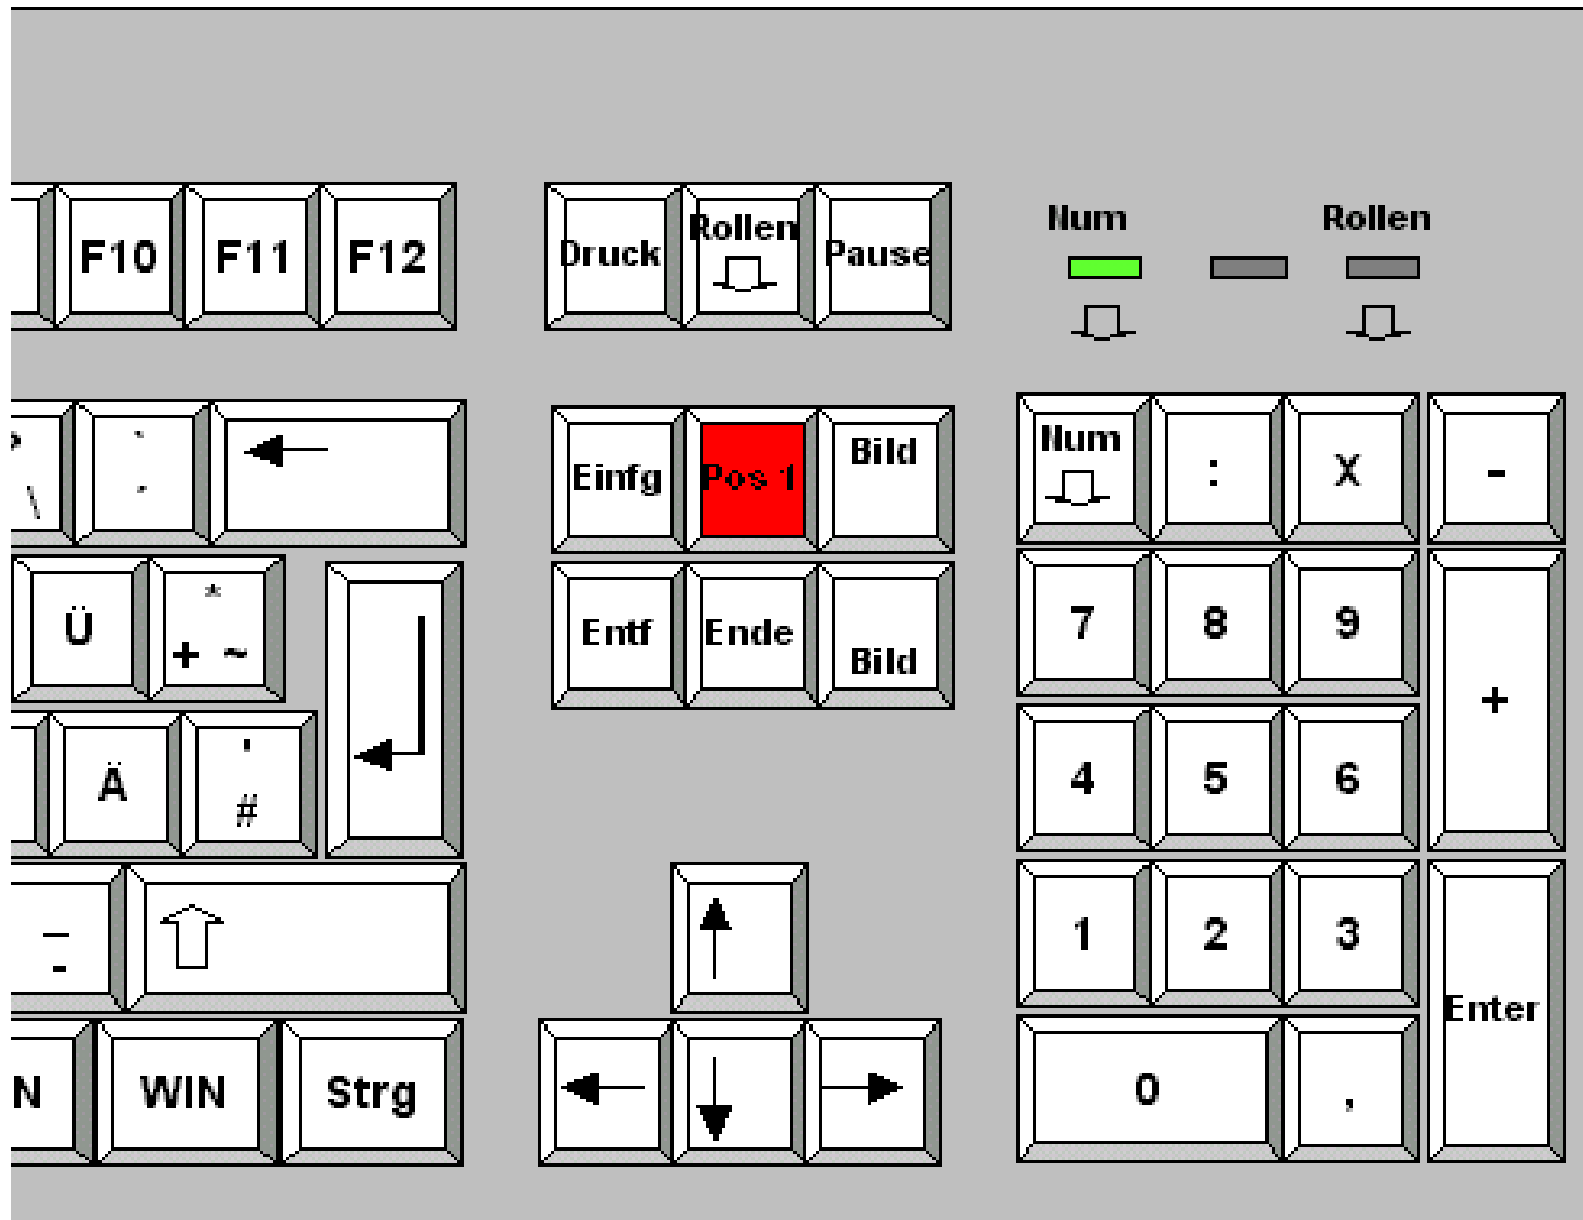 F10 F11 F12 Druck Rollen Pause Num Rollen
? \ ` ´ Einfg Pos 1 Bild Num : X -
Ü * + ~ Entf Ende Bild 7 8 9 +
Ä ' # 4 5 6
_ - 1 2 3 Enter
N WIN Strg 0 ,